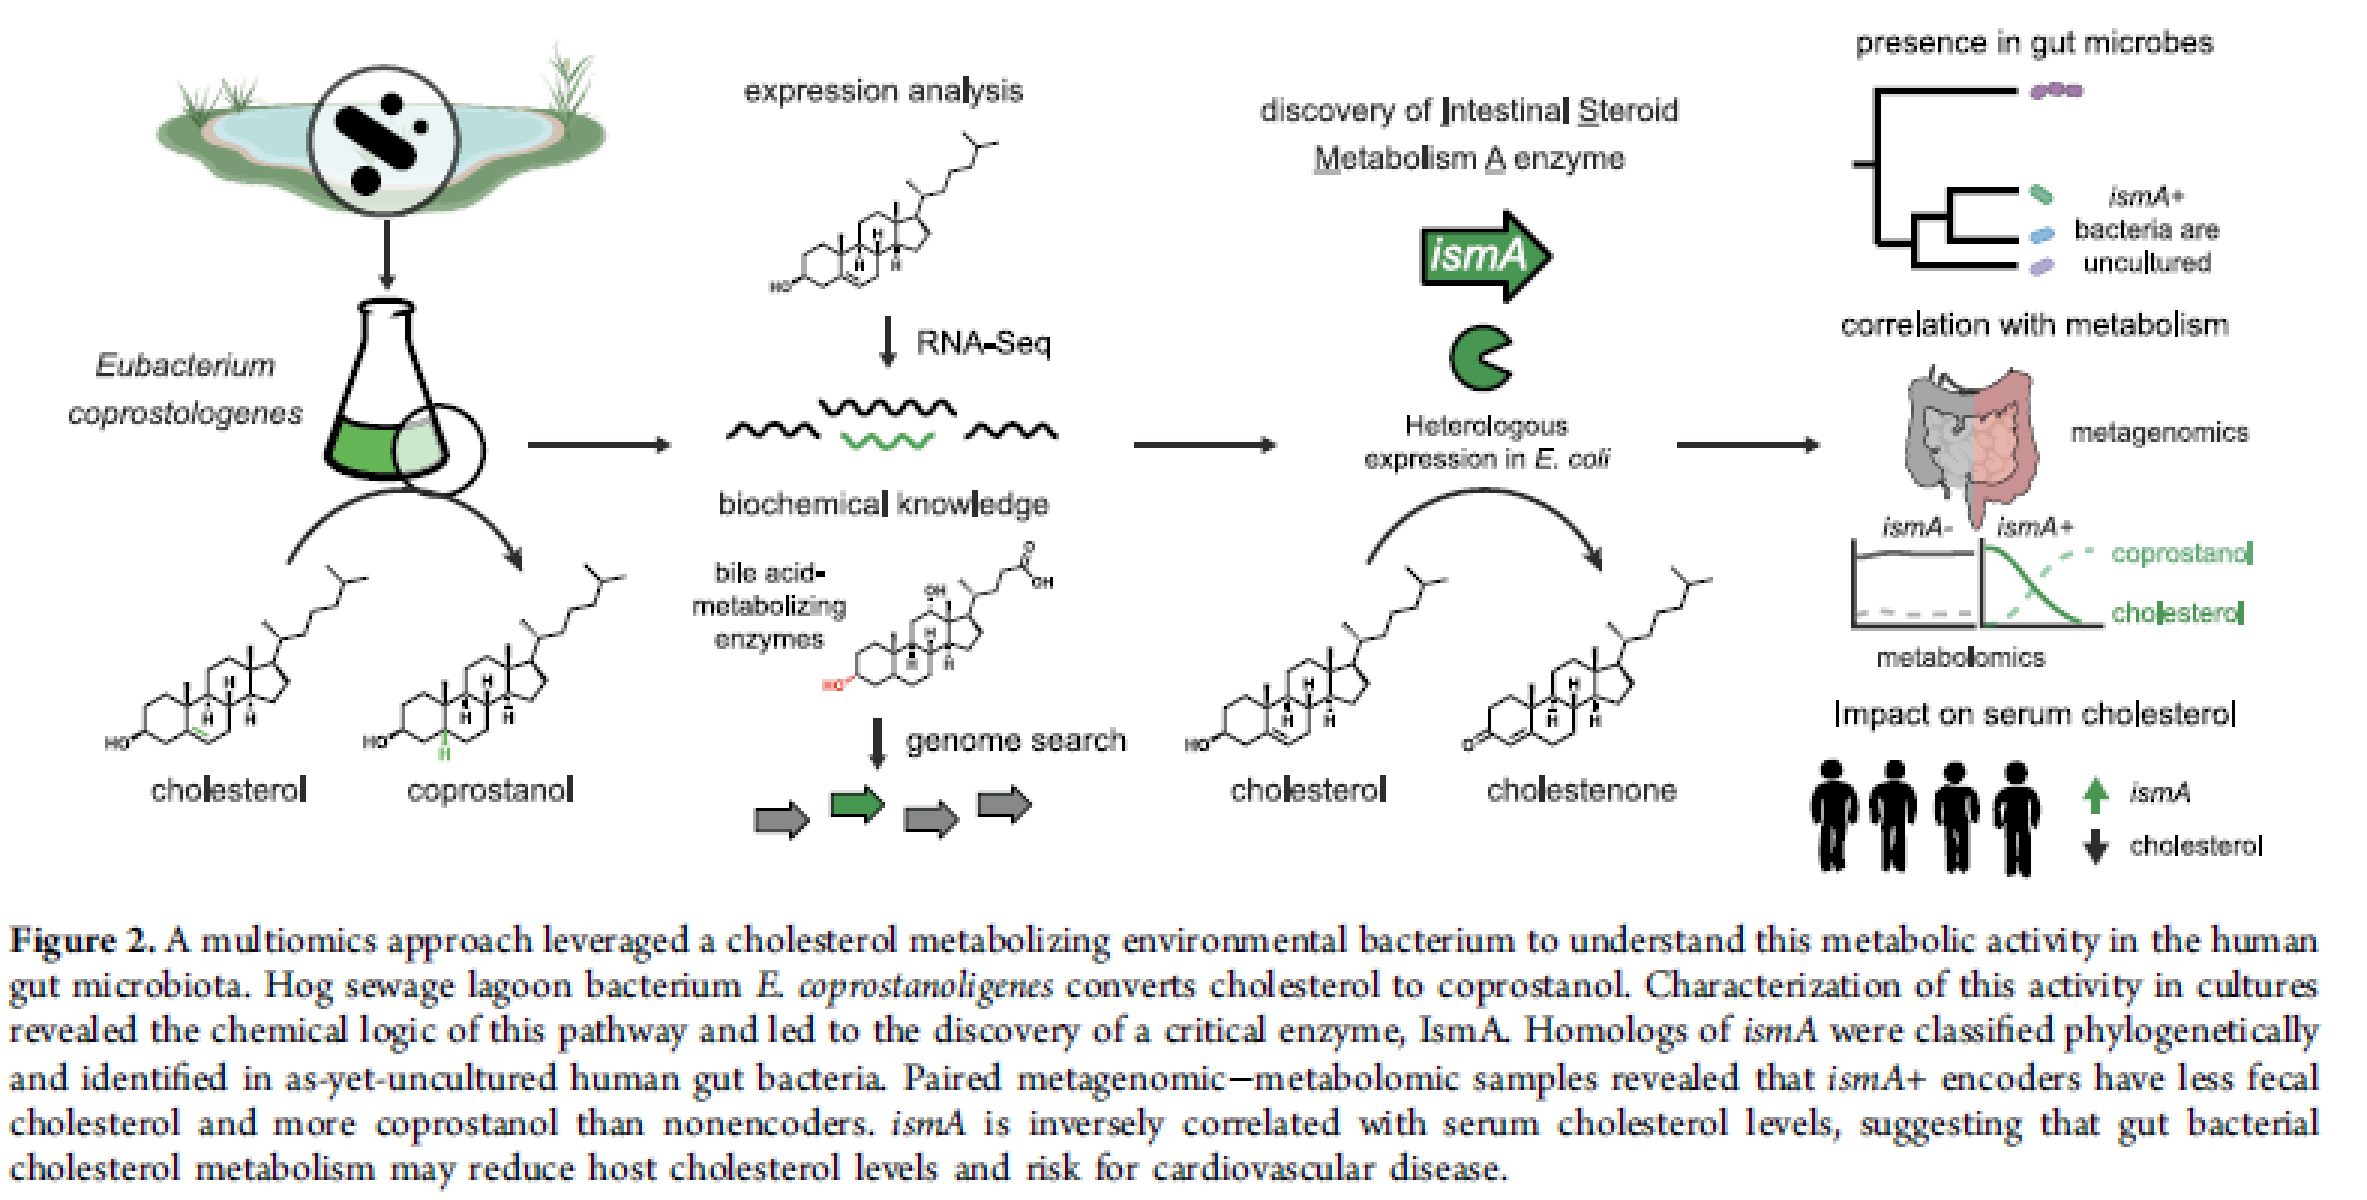 Eubacterium
coprostologenes
HO
H
H
H
cholesterol
HO
H
H
H
H
coprostanol
expression analysis
HO
H
H
H
RNA-Seq
biochemical knowledge
bile acid-
metabolizing
enzymes
HO
OH
O
OH
H
H
H
genome search
discovery of Intestinal Steroid
Metabolism A enzyme
ismA
Heterologous
expression in E. coli
HO
H
H
H
cholesterol
O
H
H
H
cholestenone
presence in gut microbes
ismA+
bacteria are
uncultured
correlation with metabolism
metagenomics
ismA-
ismA+
coprostanol
cholesterol
metabolomics
Impact on serum cholesterol
ismA
cholesterol
Figure 2. A multiomics approach leveraged a cholesterol metabolizing environmental bacterium to understand this metabolic activity in the human
gut microbiota. Hog sewage lagoon bacterium E. coprostanoligenes converts cholesterol to coprostanol. Characterization of this activity in cultures
revealed the chemical logic of this pathway and led to the discovery of a critical enzyme, IsmA. Homologs of ismA were classified phylogenetically
and identified in as-yet-uncultured human gut bacteria. Paired metagenomic−metabolomic samples revealed that ismA+ encoders have less fecal
cholesterol and more coprostanol than nonencoders. ismA is inversely correlated with serum cholesterol levels, suggesting that gut bacterial
cholesterol metabolism may reduce host cholesterol levels and risk for cardiovascular disease.